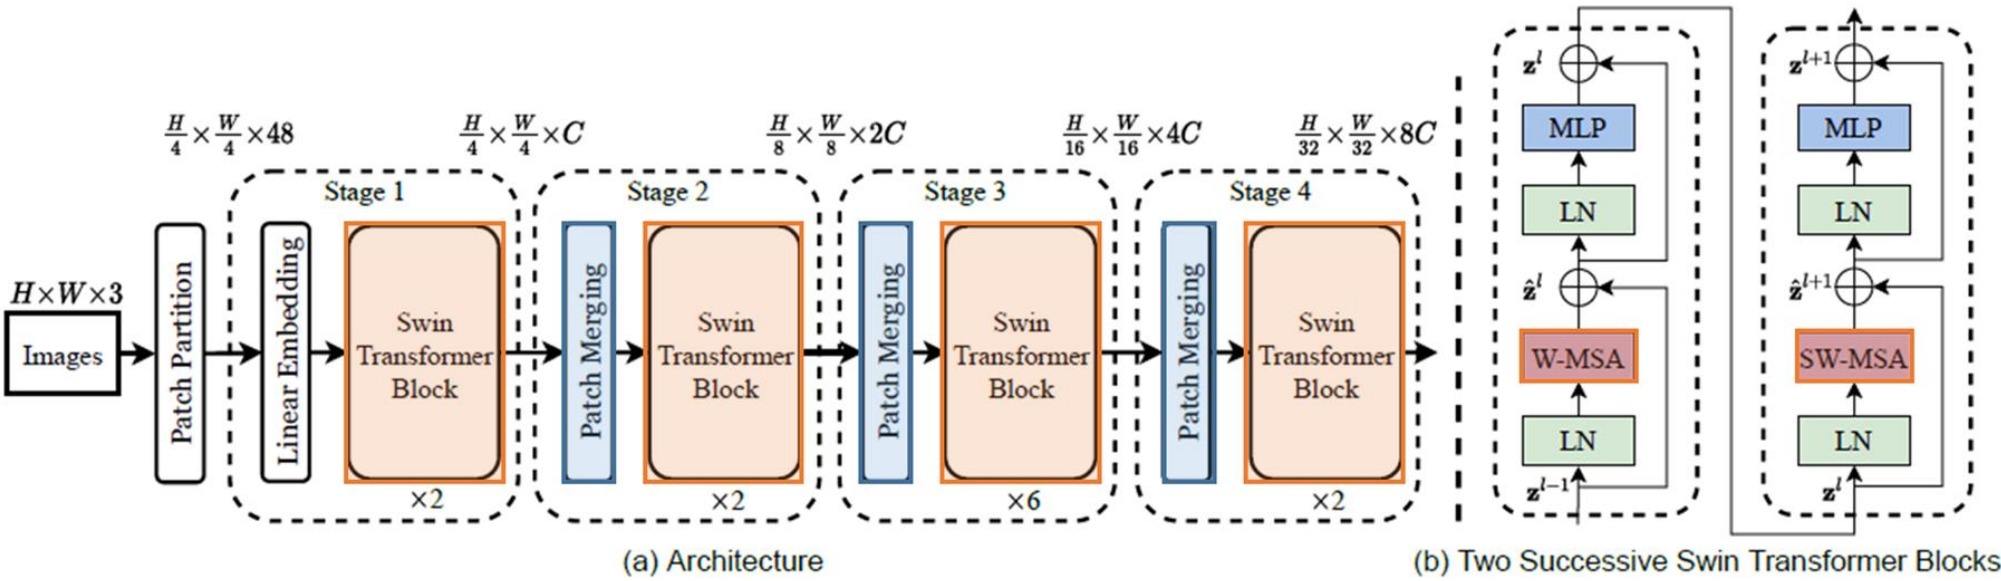 H×W×3
Images
H/4 × W/4 ×48
Patch Partition
Stage 1
Linear Embedding
Swin
Transformer
Block
×2
H/4 × W/4 ×C
Stage 2
Patch Merging
Swin
Transformer
Block
×2
H/8 × W/8 ×2C
Stage 3
Patch Merging
Swin
Transformer
Block
×6
H/16 × W/16 ×4C
Stage 4
Patch Merging
Swin
Transformer
Block
×2
H/32 × W/32 ×8C
(a) Architecture
z^l
MLP
LN
ẑ^l
W-MSA
LN
z^{l-1}
z^{l+1}
MLP
LN
ẑ^{l+1}
SW-MSA
LN
z^l
(b) Two Successive Swin Transformer Blocks